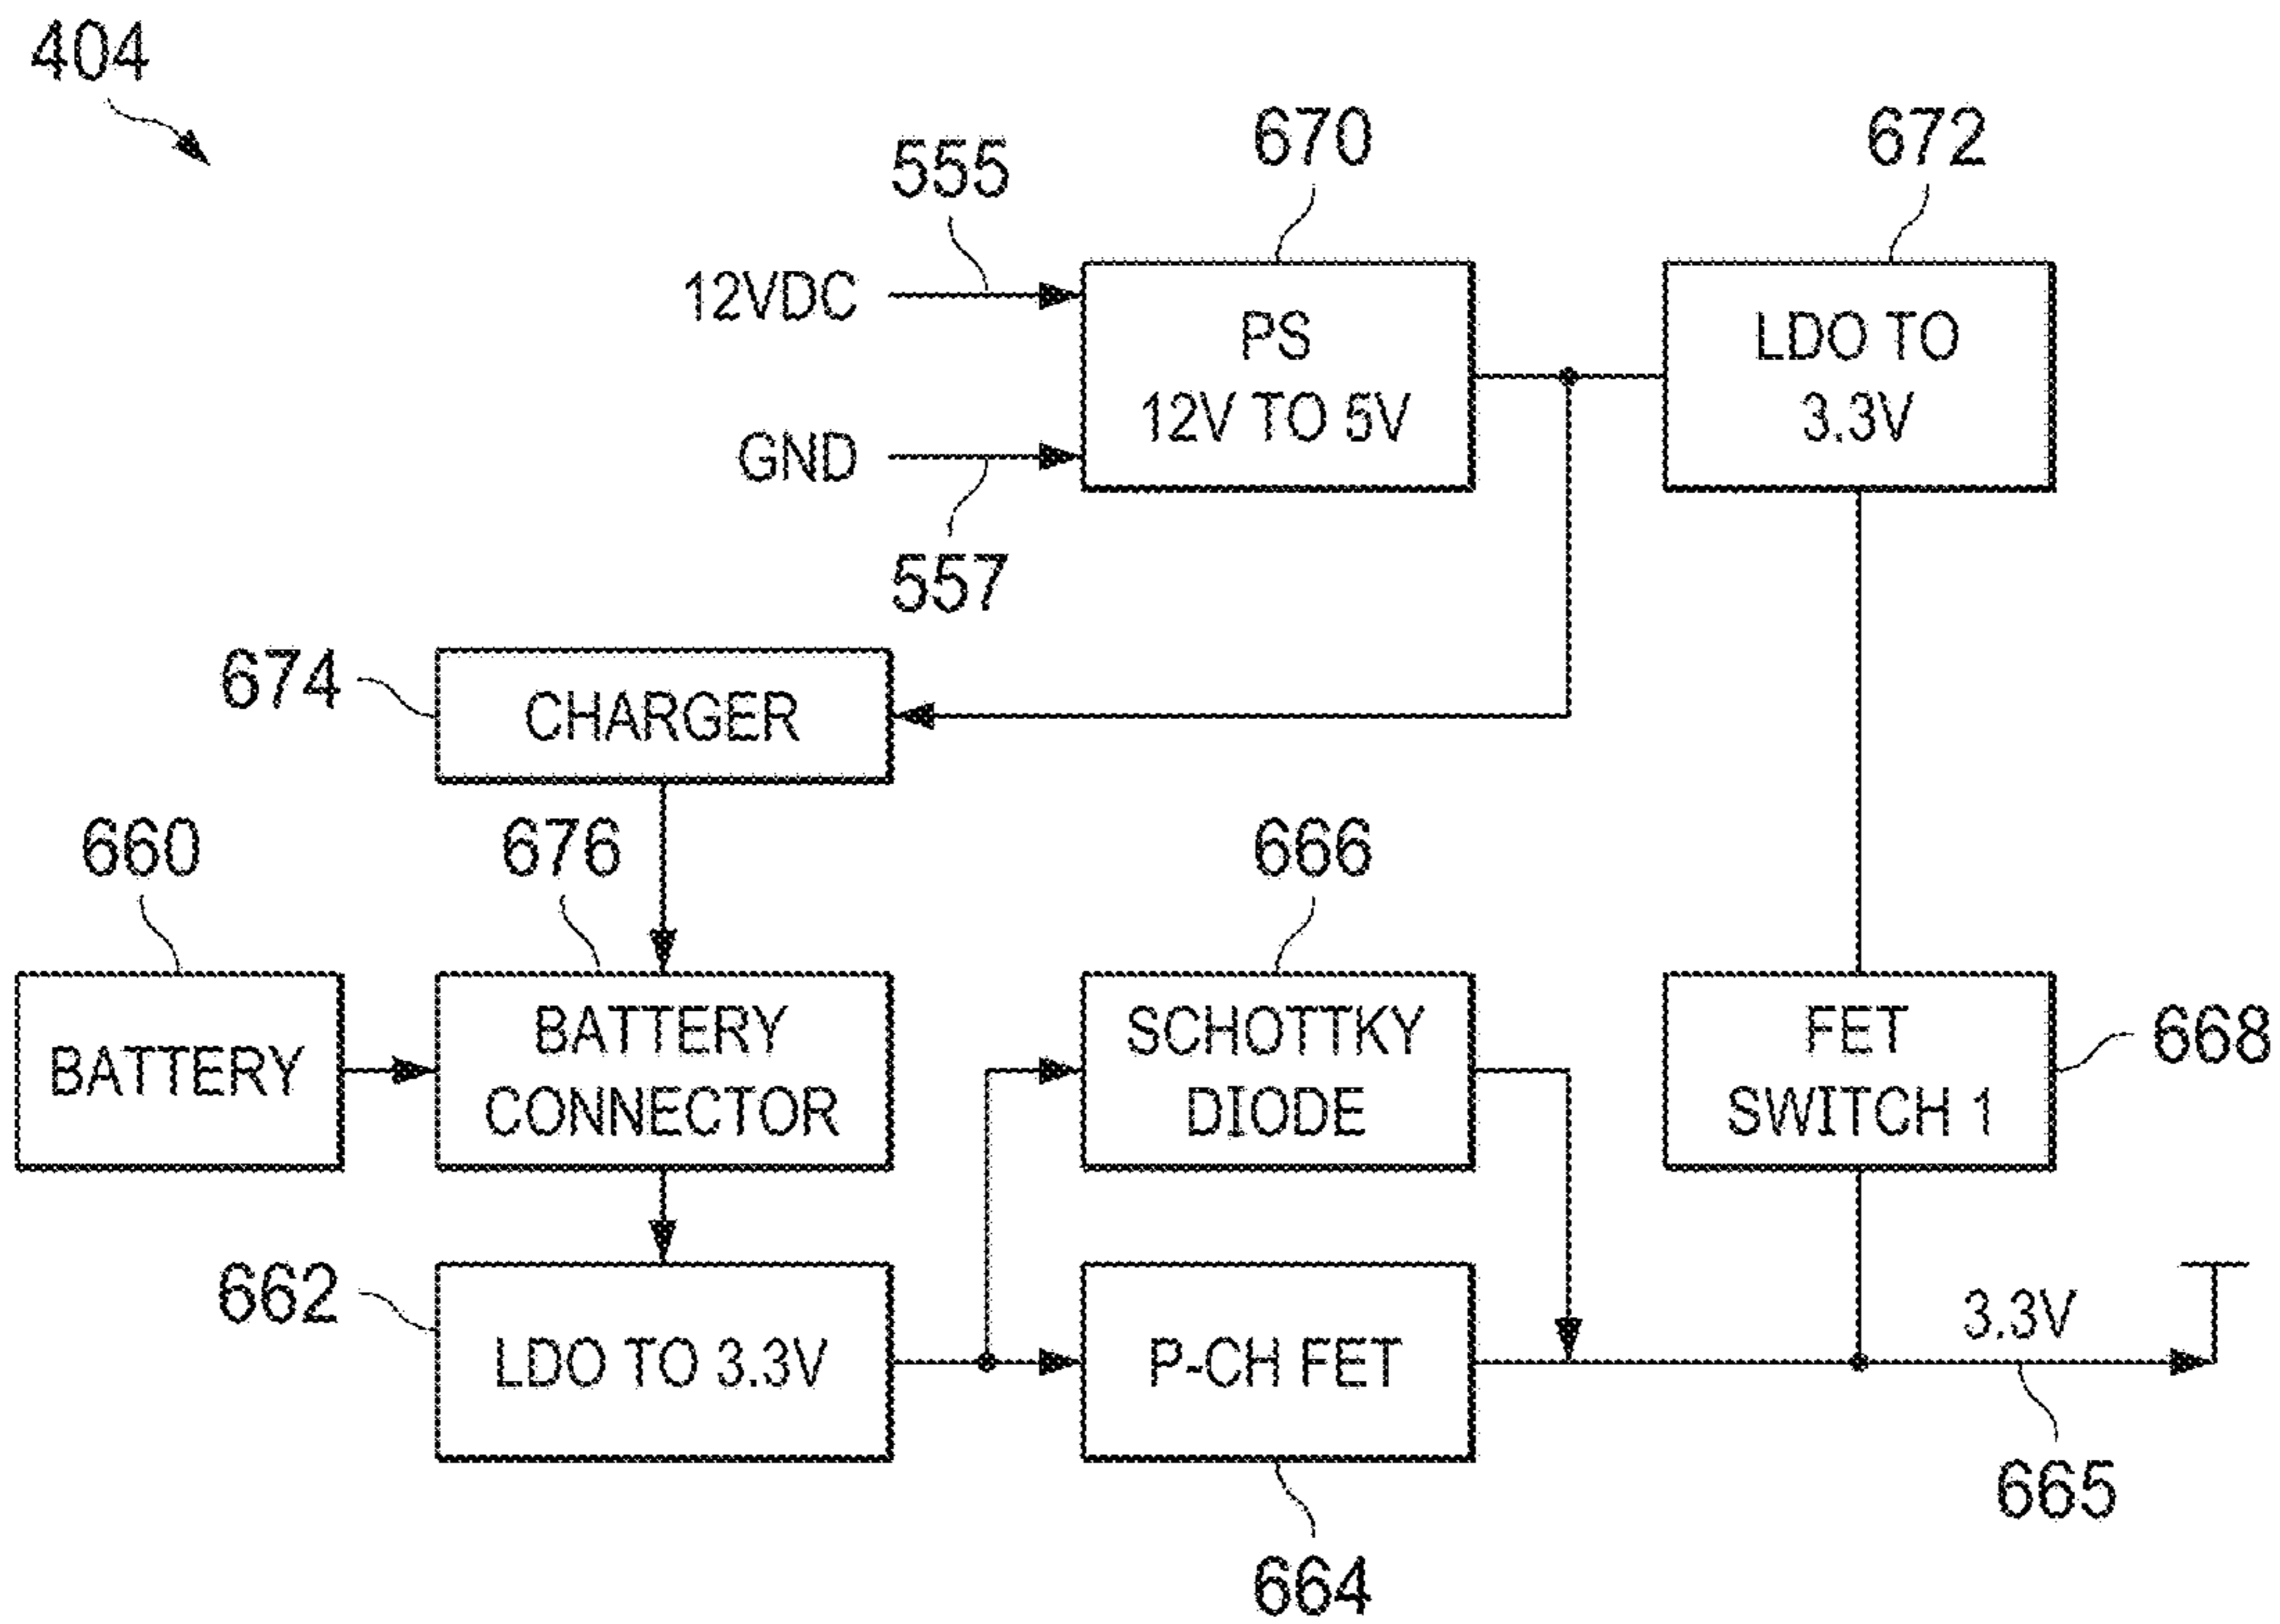 404
670
672
555
12VDC
PS
12V TO 5V
LDO TO
3.3V
GND
557
674
CHARGER
660
676
666
BATTERY
BATTERY
CONNECTOR
SCHOTTKY
DIODE
FET
SWITCH 1
668
662
LDO TO 3.3V
P-CH FET
3.3V
665
664